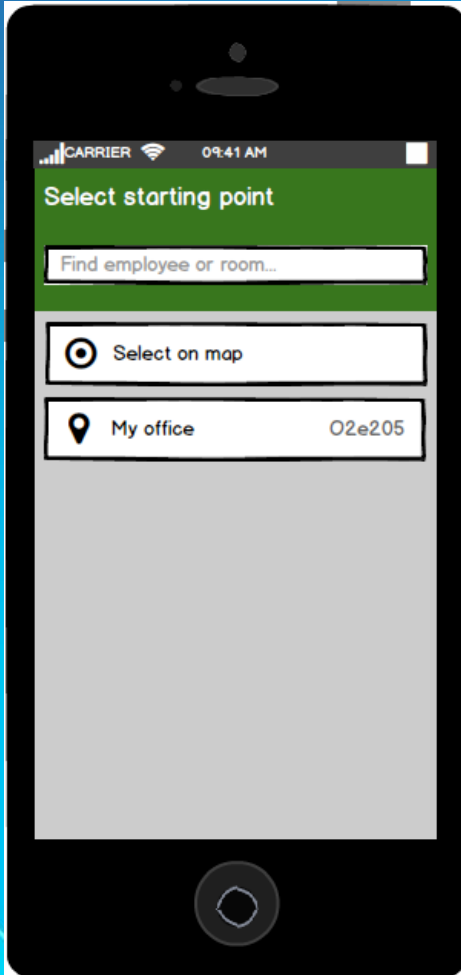 CARRIER 09:41 AM
Select starting point
Find employee or room...
Select on map
My office O2e205